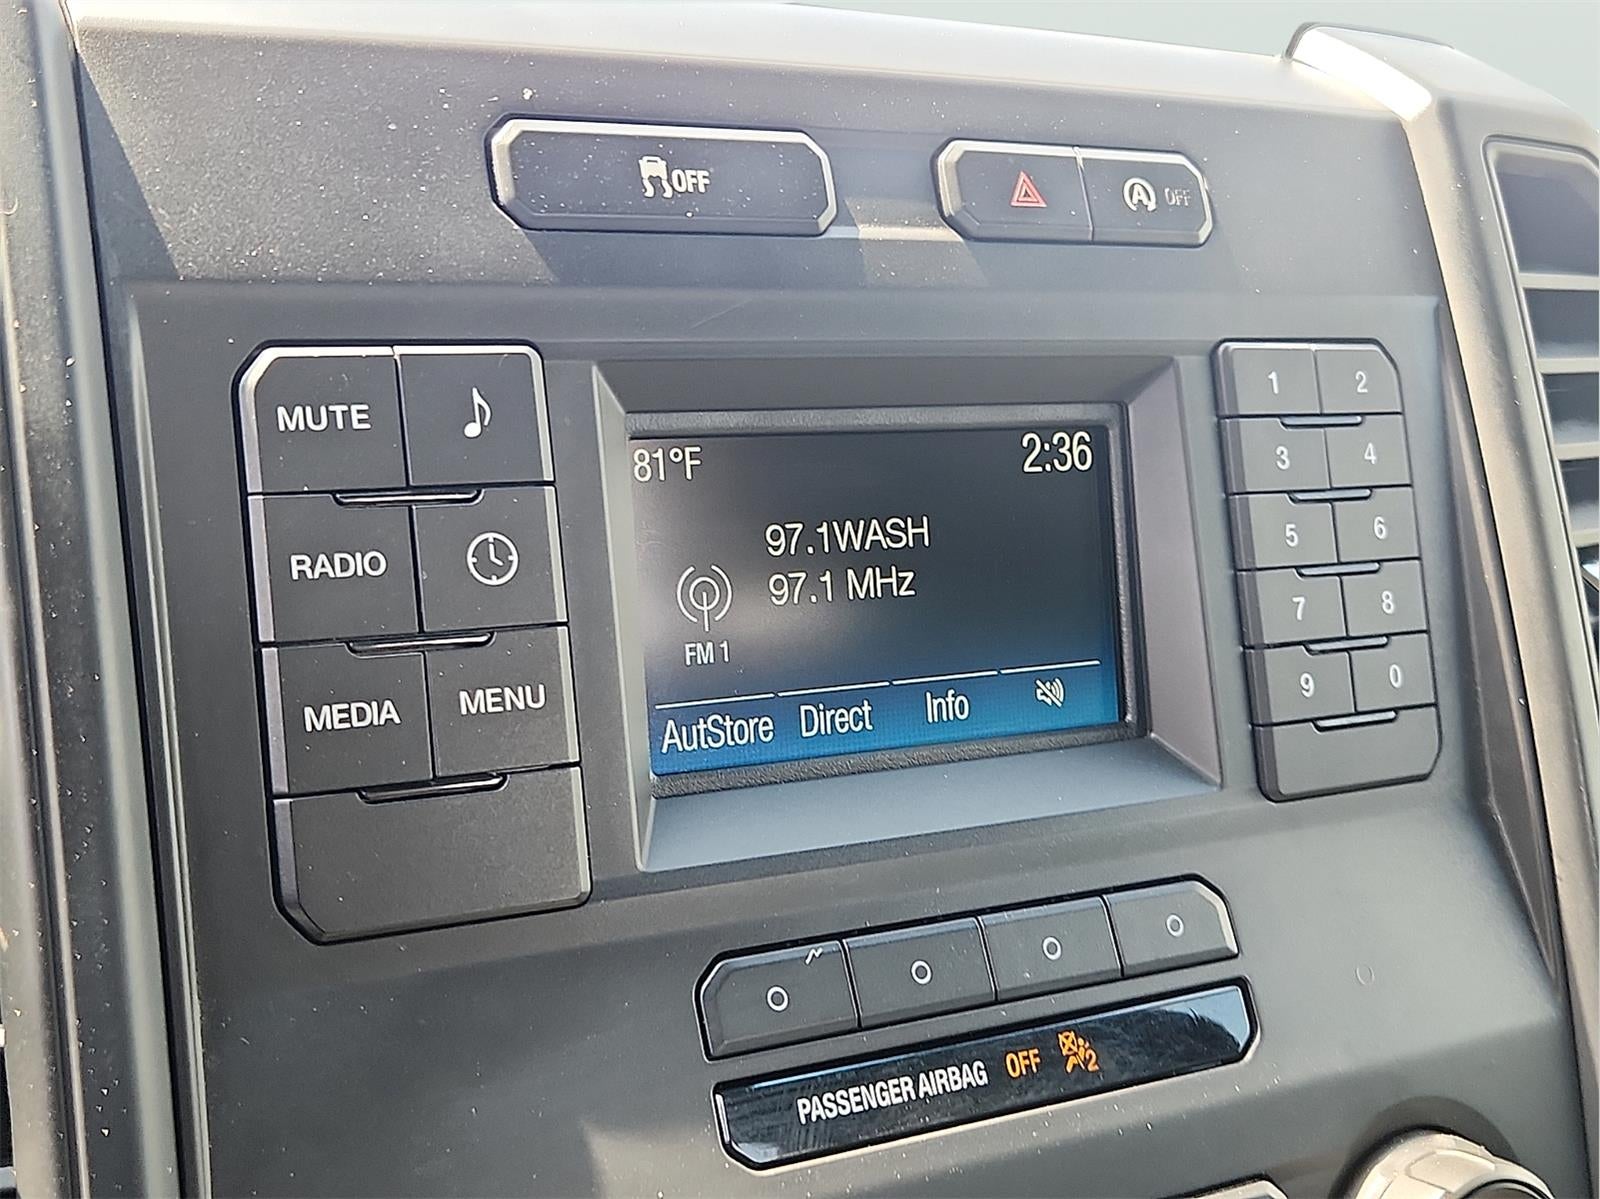 OFF
A OFF
MUTE
RADIO
MEDIA
MENU
81°F
2:36
97.1WASH
97.1 MHz
FM 1
AutStore
Direct
Info
1
2
3
4
5
6
7
8
9
0
PASSENGER AIRBAG OFF 2